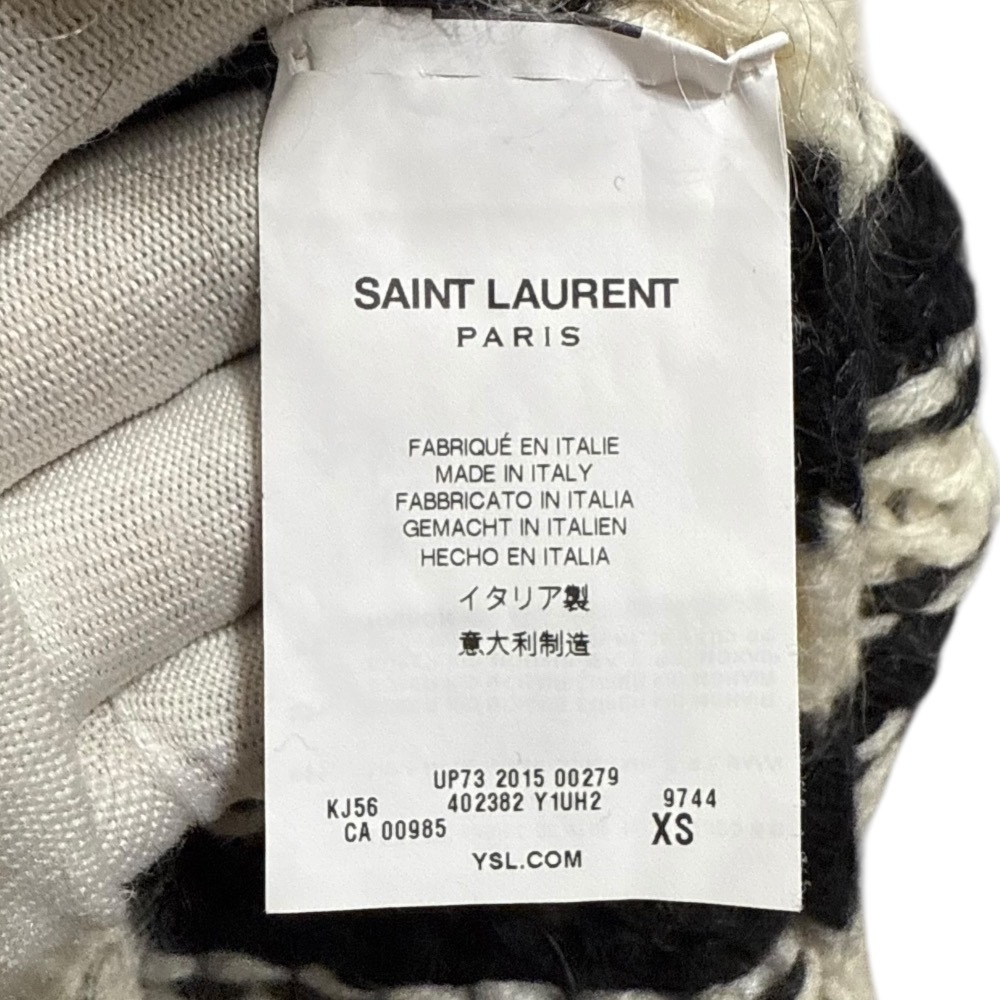 SAINT LAURENT
PARIS
FABRIQUÉ EN ITALIE
MADE IN ITALY
FABBRICATO IN ITALIA
GEMACHT IN ITALIEN
HECHO EN ITALIA
イタリア製
意大利制造
UP73 2015 00279
KJ56 402382 Y1UH2 9744
CA 00985 XS
YSL.COM